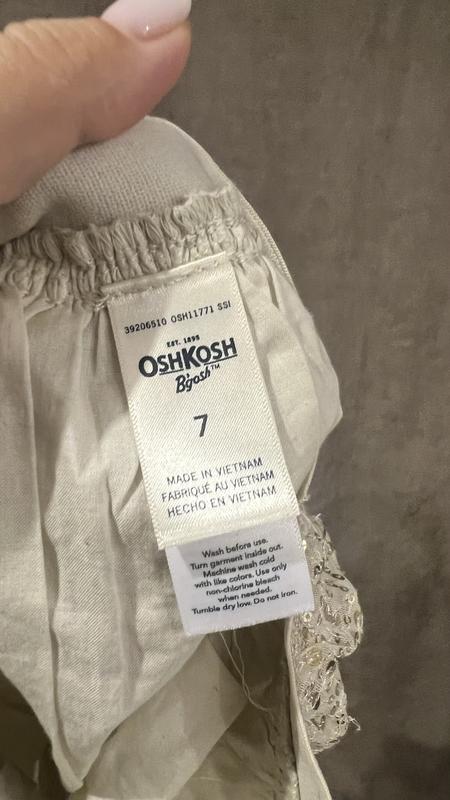 39206510 OSH11771 SSI
EST. 1895
OSHKOSH
B'gosh™
7
MADE IN VIETNAM
FABRIQUÉ AU VIETNAM
HECHO EN VIETNAM
Wash before use.
Turn garment inside out.
Machine wash cold
with like colors. Use only
non-chlorine bleach
when needed.
Tumble dry low. Do not iron.